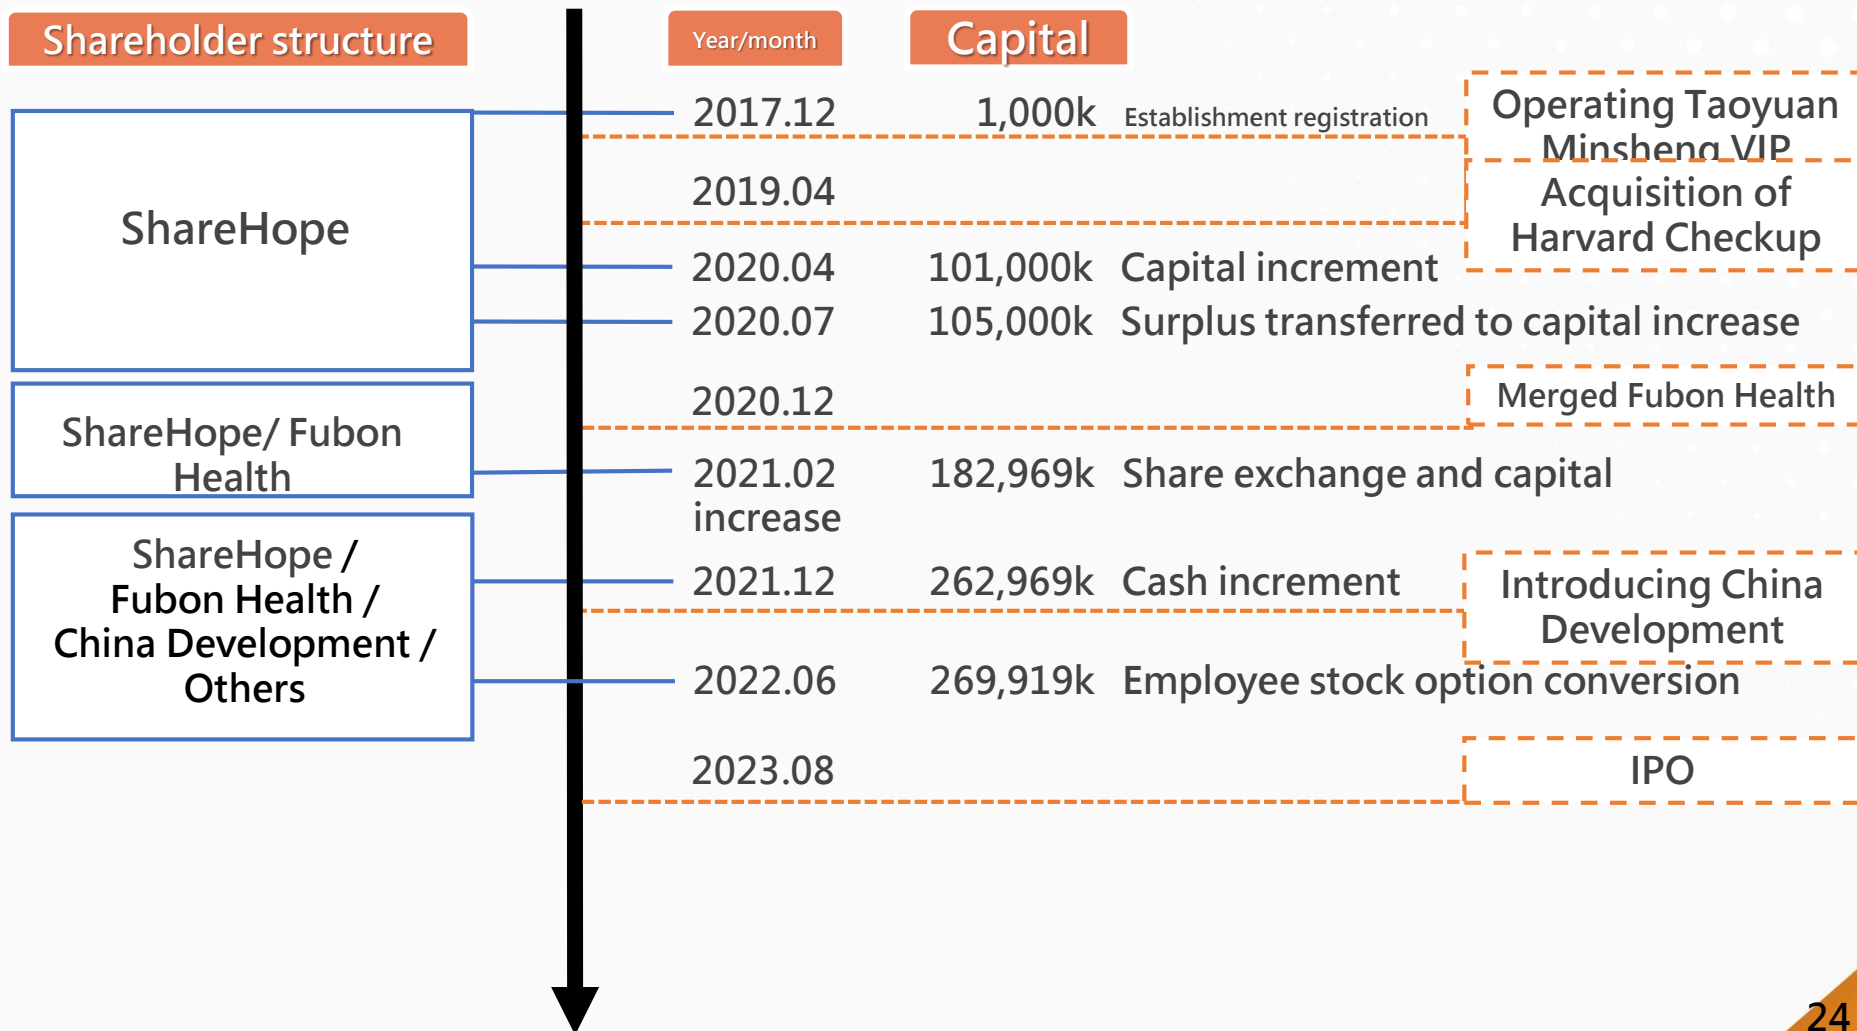 Shareholder structure
Year/month
Capital
2017.12 1,000k Establishment registration
Operating Taoyuan
Minsheng VIP
ShareHope
2019.04
Acquisition of
Harvard Checkup
2020.04 101,000k Capital increment
2020.07 105,000k Surplus transferred to capital increase
2020.12
Merged Fubon Health
ShareHope/ Fubon
Health
2021.02 182,969k Share exchange and capital
increase
ShareHope /
Fubon Health /
China Development /
Others
2021.12 262,969k Cash increment
Introducing China
Development
2022.06 269,919k Employee stock option conversion
2023.08
IPO
24